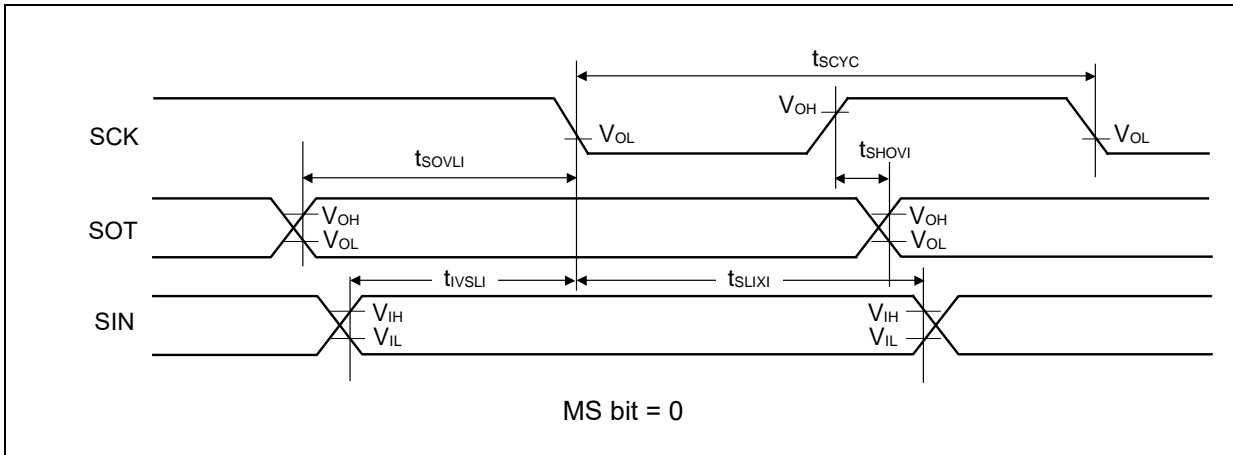 tSCYC
VOH
SCK
VOL
VOL
tSOVLI
tSHOVI
SOT
VOH
VOL
VOH
VOL
tIVSLI
tSLIXI
SIN
VIH
VIL
VIH
VIL
MS bit = 0